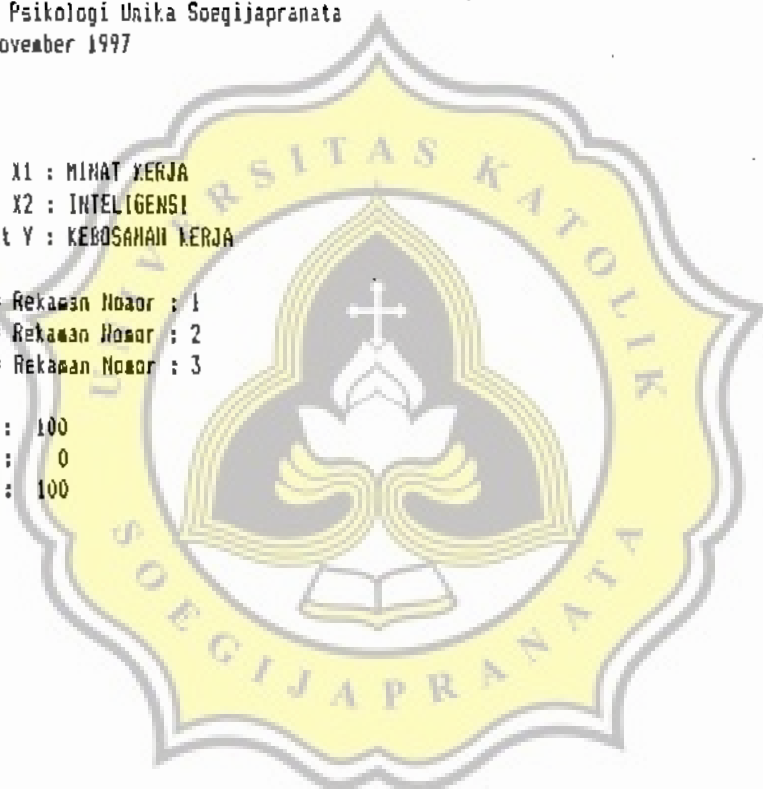 Psikologi Unika Soegijapranata
ovember 1997
X1 : MINAT KERJA
X2 : INTELIGENSI
t Y : KEBOSANAN KERJA
Rekaman Nomor : 1
Rekaman Nomor : 2
Rekaman Nomor : 3
: 100
: 0
: 100
UNIVERSITAS KATOLIK
SOEGIJAPRANATA